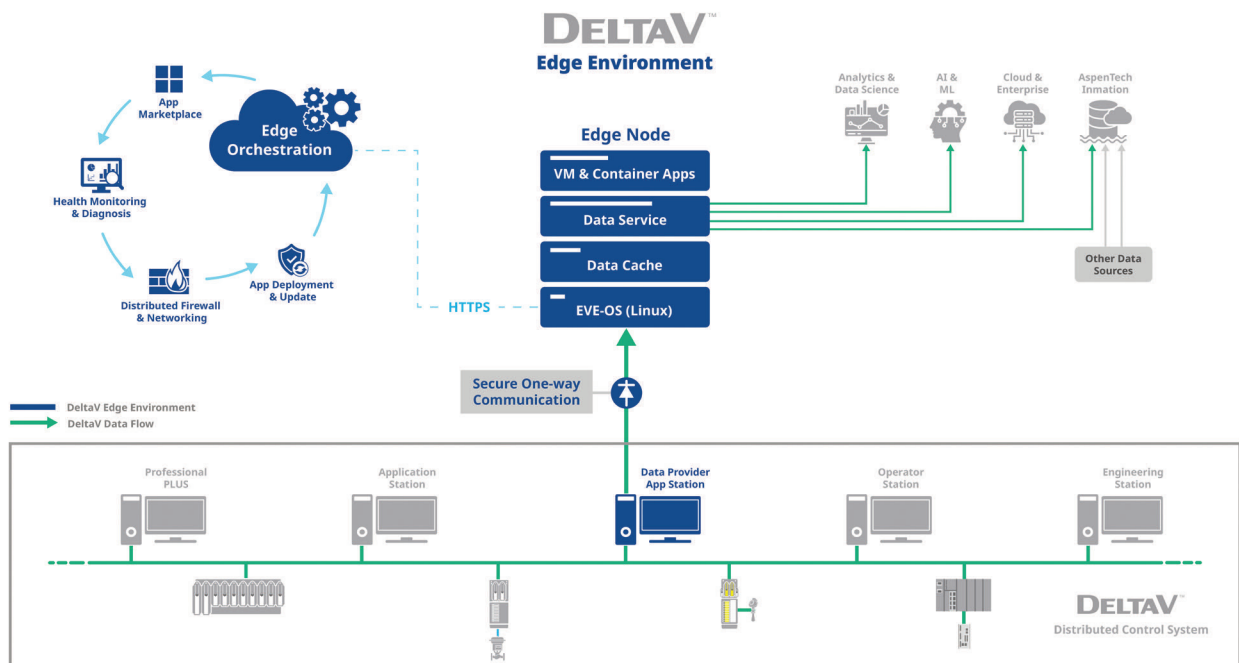 DELTAV™
Edge Environment
App
Marketplace
Edge
Orchestration
Health Monitoring
& Diagnosis
Distributed Firewall
& Networking
App Deployment
& Update
HTTPS
Edge Node
VM & Container Apps
Data Service
Data Cache
EVE-OS (Linux)
Analytics &
Data Science
AI &
ML
Cloud &
Enterprise
AspenTech
Inmation
Other Data
Sources
Secure One-way
Communication
DeltaV Edge Environment
DeltaV Data Flow
Professional
PLUS
Application
Station
Data Provider
App Station
Operator
Station
Engineering
Station
DELTAV™
Distributed Control System